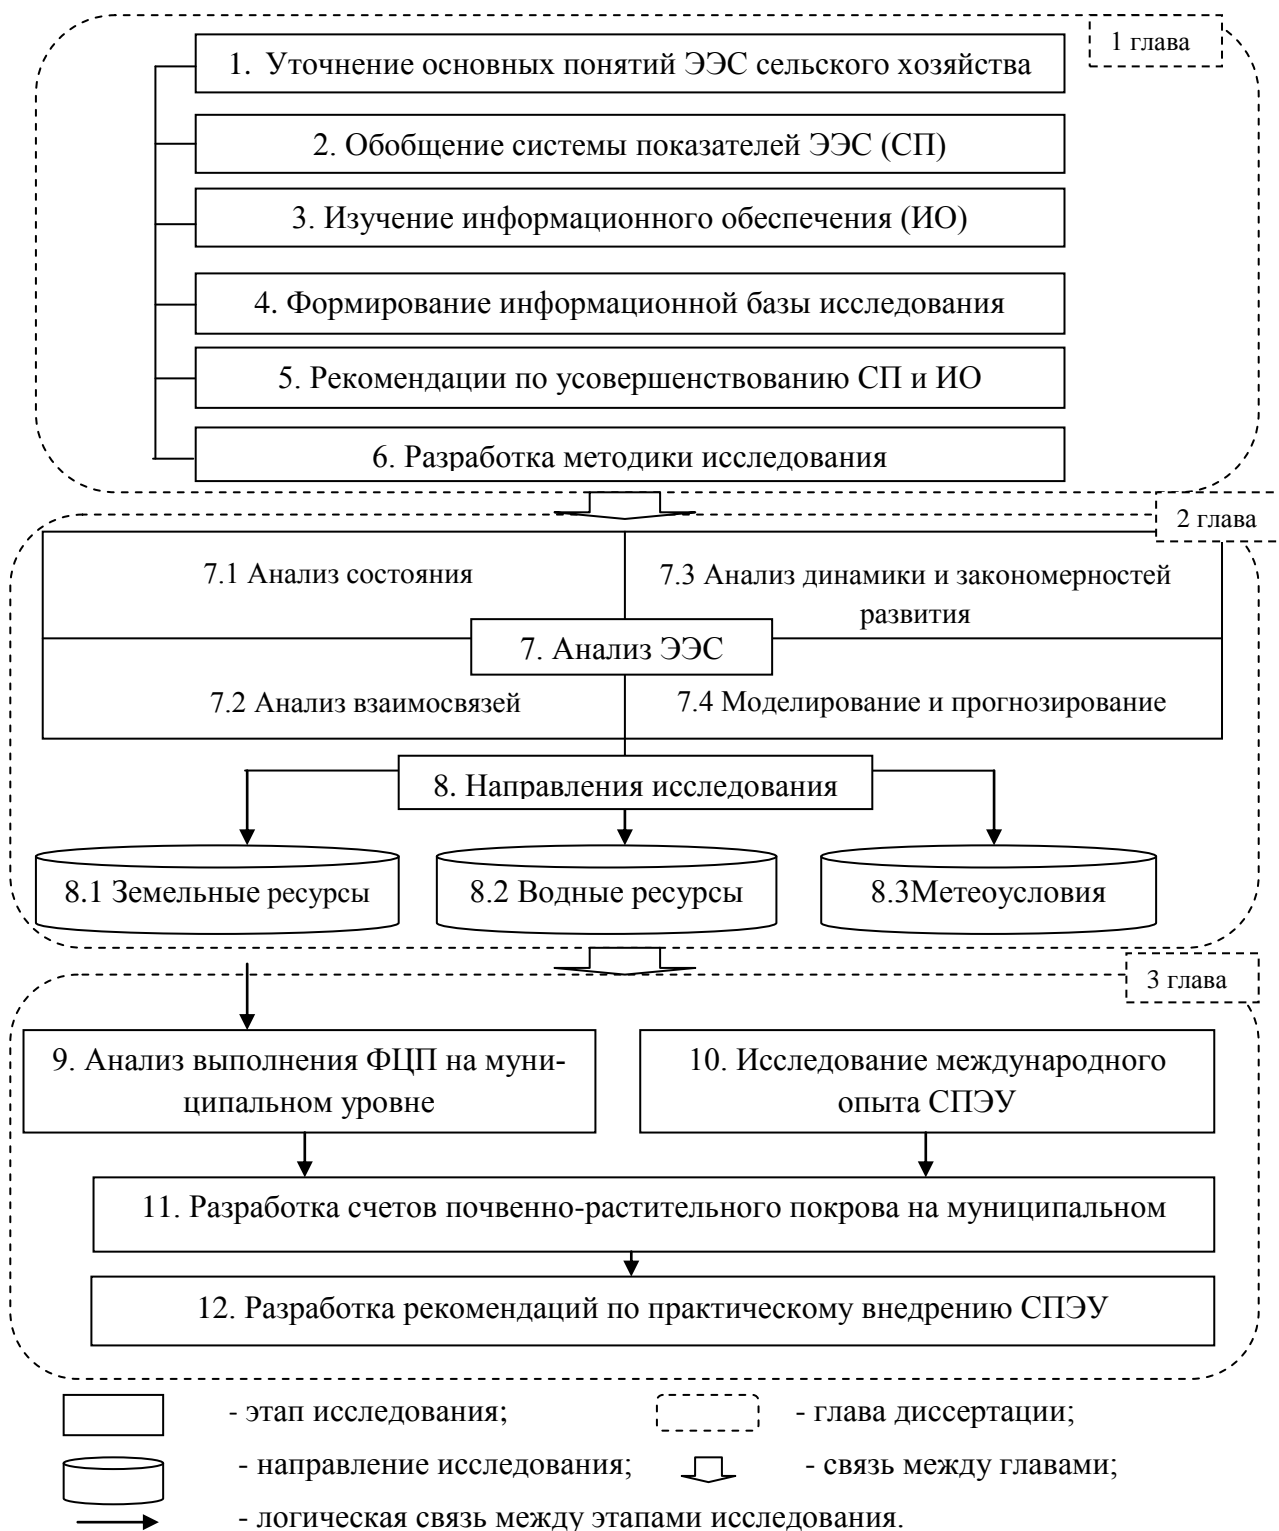 1 глава
1. Уточнение основных понятий ЭЭС сельского хозяйства
2. Обобщение системы показателей ЭЭС (СП)
3. Изучение информационного обеспечения (ИО)
4. Формирование информационной базы исследования
5. Рекомендации по усовершенствованию СП и ИО
6. Разработка методики исследования
2 глава
7.1 Анализ состояния
7.3 Анализ динамики и закономерностей
развития
7. Анализ ЭЭС
7.2 Анализ взаимосвязей
7.4 Моделирование и прогнозирование
8. Направления исследования
8.1 Земельные ресурсы
8.2 Водные ресурсы
8.3Метеоусловия
3 глава
9. Анализ выполнения ФЦП на муни-
ципальном уровне
10. Исследование международного
опыта СПЭУ
11. Разработка счетов почвенно-растительного покрова на муниципальном
12. Разработка рекомендаций по практическому внедрению СПЭУ
- этап исследования;
- глава диссертации;
- направление исследования;
- связь между главами;
- логическая связь между этапами исследования.